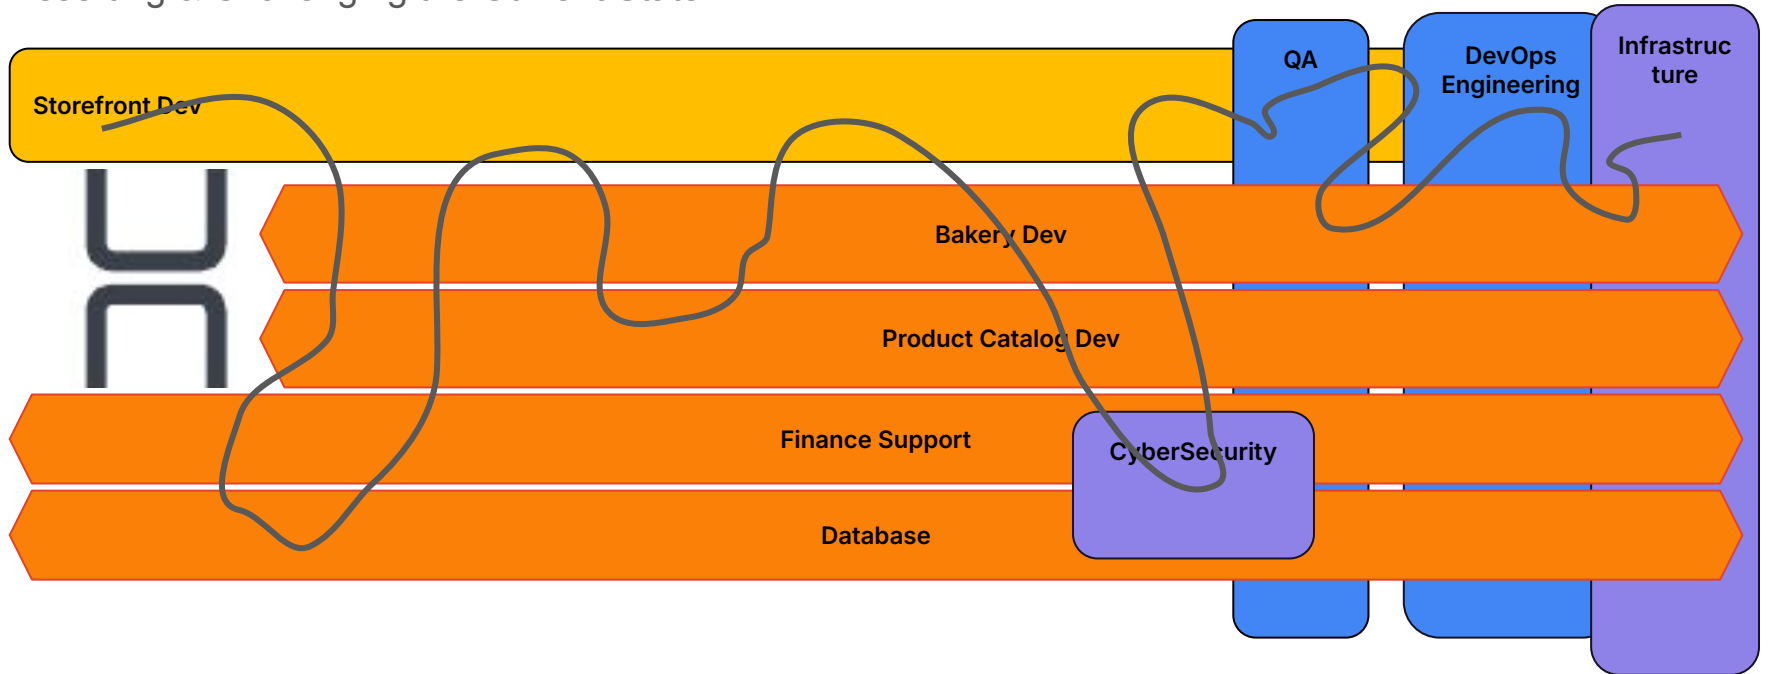 QA
DevOps
Engineering
Infrastruc
ture
Storefront Dev
Bakery Dev
Product Catalog Dev
Finance Support
CyberSecurity
Database